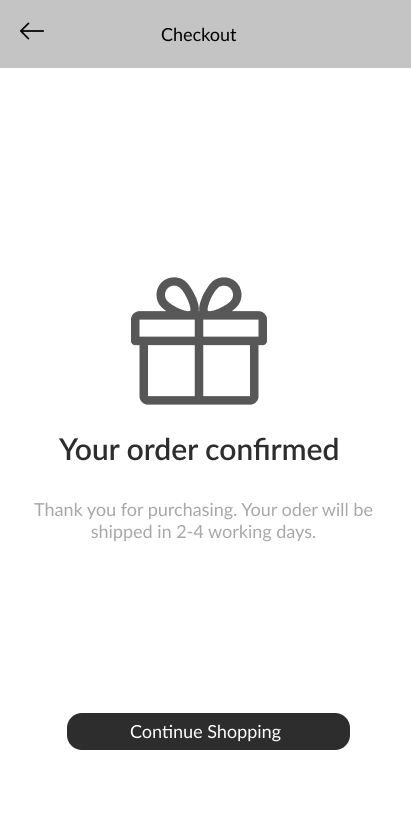 Checkout
Your order confirmed
Thank you for purchasing. Your oder will be
shipped in 2-4 working days.
Continue Shopping